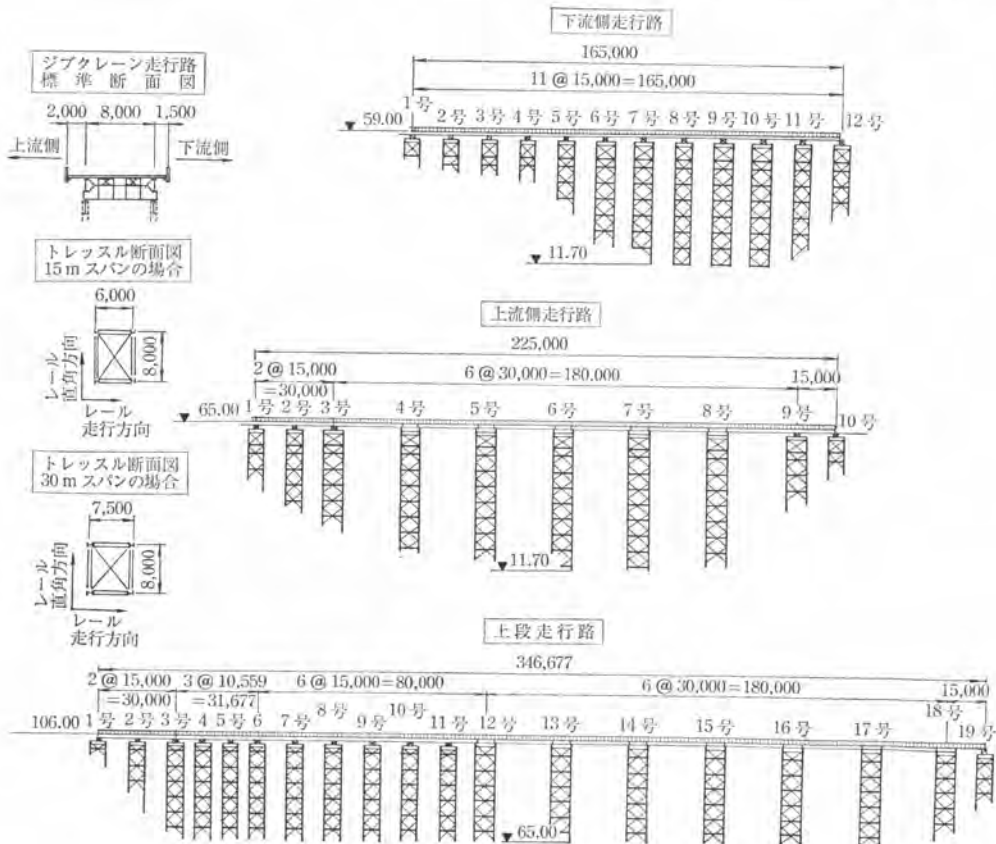 ジブクレーン走行路
標準断面図
2,000 8,000 1,500
上流側 下流側
トレッスル断面図
15mスパンの場合
6,000
8,000
レール
直角方向
レール
走行方向
トレッスル断面図
30mスパンの場合
7,500
8,000
レール
直角方向
レール
走行方向
下流側走行路
165,000
11@15,000=165,000
59.00 1号 2号 3号 4号 5号 6号 7号 8号 9号 10号 11号 12号
11.70
上流側走行路
225,000
2@15,000 6@30,000=180,000 15,000
=30,000
65.00 1号 2号 3号 4号 5号 6号 7号 8号 9号 10号
11.70
上段走行路
346,677
2@15,000 3@10,559 6@15,000=80,000 6@30,000=180,000 15,000
=30,000 =31,677
106.00 1号 2号 3号 4 5号 6 7号 8号 9号 10号 11号 12号 13号 14号 15号 16号 17号 18号 19号
65.00